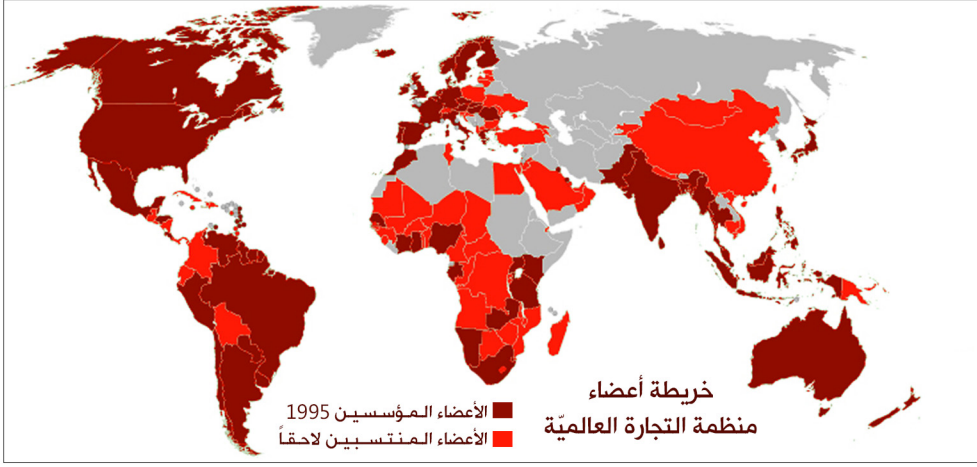 خريطة أعضاء
منظمة التجارة العالميّة
الأعضاء المؤسسين 1995
الأعضاء المنتسبين لاحقاً